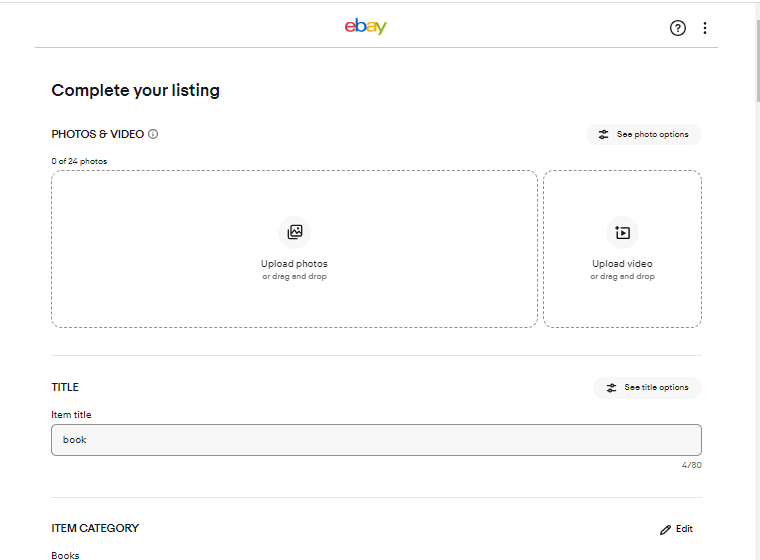 ebay
Complete your listing
PHOTOS & VIDEO
See photo options
0 of 24 photos
Upload photos
or drag and drop
Upload video
or drag and drop
TITLE
See title options
Item title
book
4/80
ITEM CATEGORY
Edit
Books